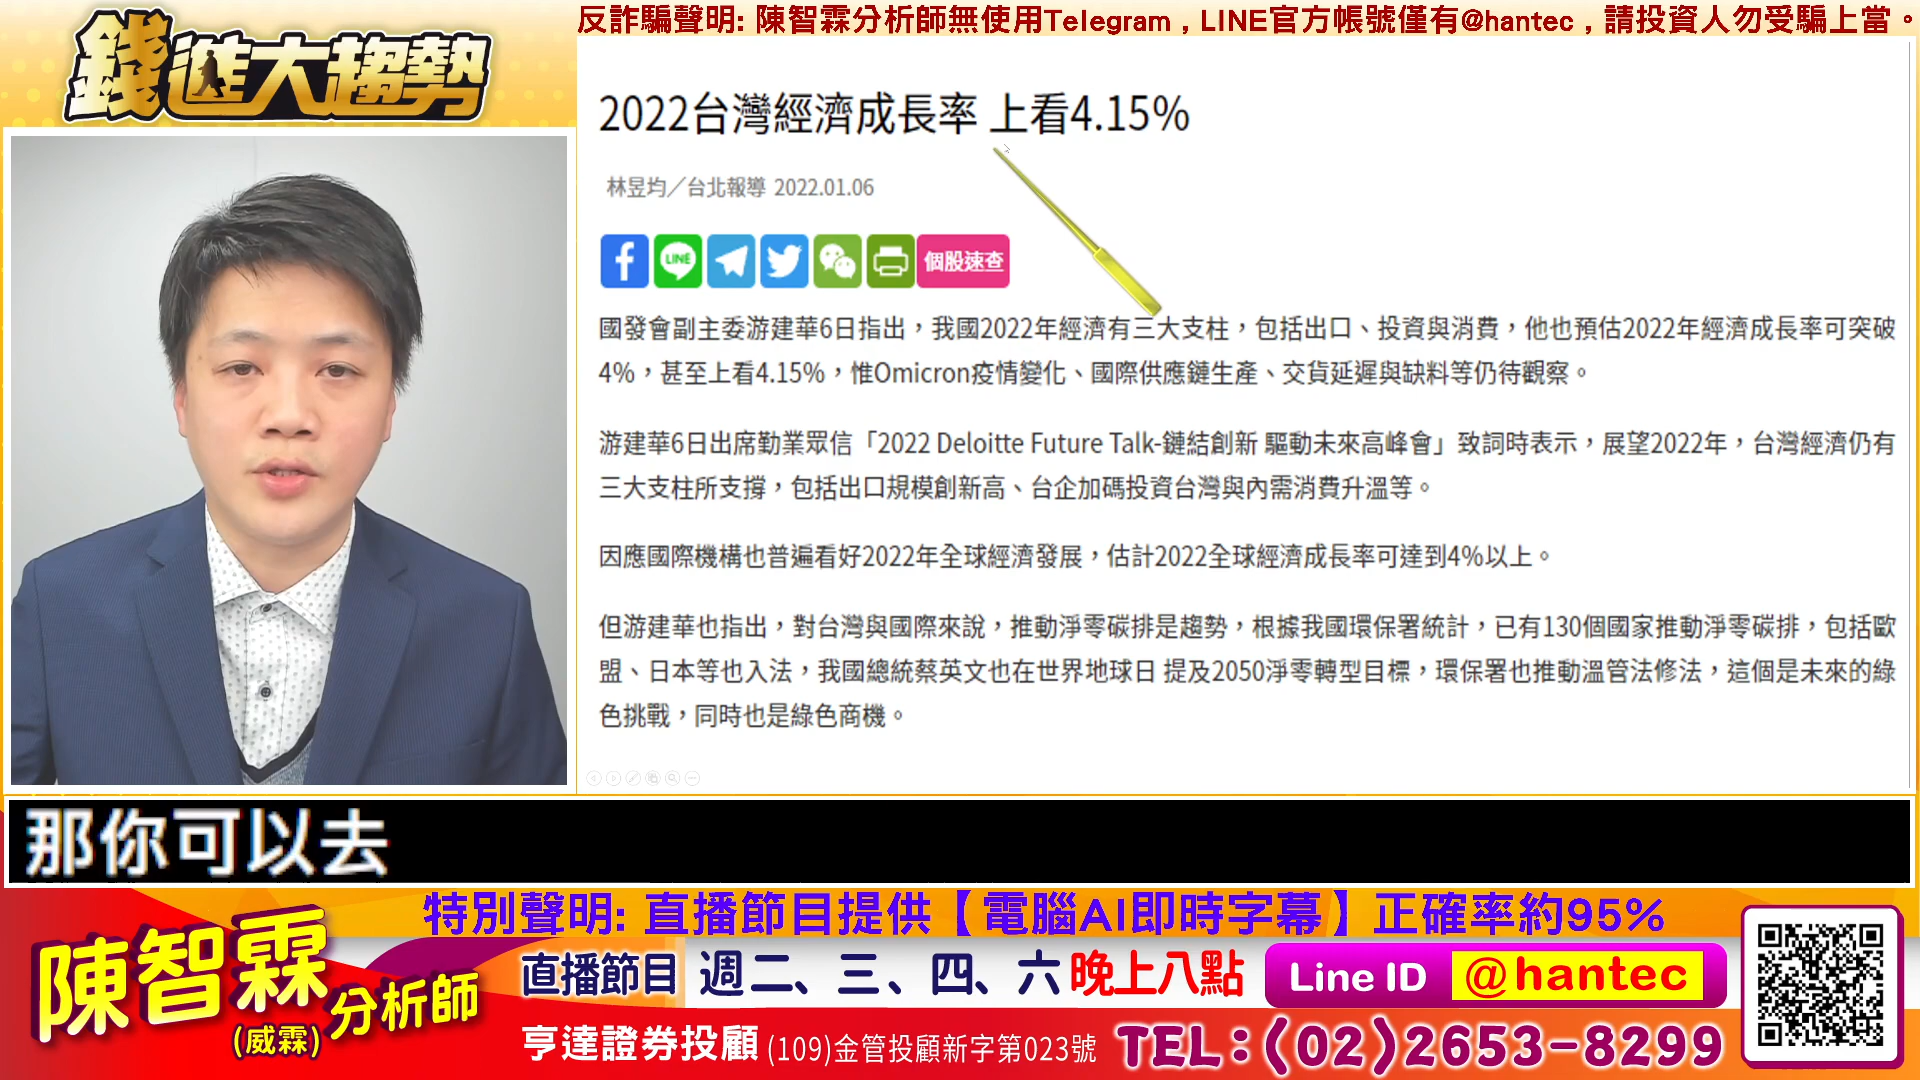 反詐騙聲明: 陳智霖分析師無使用Telegram , LINE官方帳號僅有@hantec , 請投資人勿受騙上當。
錢進大趨勢
2022台灣經濟成長率 上看4.15%
林昱均／台北報導 2022.01.06
LINE
個股速查
國發會副主委游建華6日指出，我國2022年經濟有三大支柱，包括出口、投資與消費，他也預估2022年經濟成長率可突破
4%，甚至上看4.15%，惟Omicron疫情變化、國際供應鏈生產、交貨延遲與缺料等仍待觀察。
游建華6日出席勤業眾信「2022 Deloitte Future Talk-鏈結創新 驅動未來高峰會」致詞時表示，展望2022年，台灣經濟仍有
三大支柱所支撐，包括出口規模創新高、台企加碼投資台灣與內需消費升溫等。
因應國際機構也普遍看好2022年全球經濟發展，估計2022全球經濟成長率可達到4%以上。
但游建華也指出，對台灣與國際來說，推動淨零碳排是趨勢，根據我國環保署統計，已有130個國家推動淨零碳排，包括歐
盟、日本等也入法，我國總統蔡英文也在世界地球日 提及2050淨零轉型目標，環保署也推動溫管法修法，這個是未來的綠
色挑戰，同時也是綠色商機。
那你可以去
特別聲明: 直播節目提供【電腦AI即時字幕】正確率約95%
陳智霖分析師
(威霖)
直播節目 週二、三、四、六晚上八點
Line ID @hantec
亨達證券投顧(109)金管投顧新字第023號 TEL:(02)2653-8299